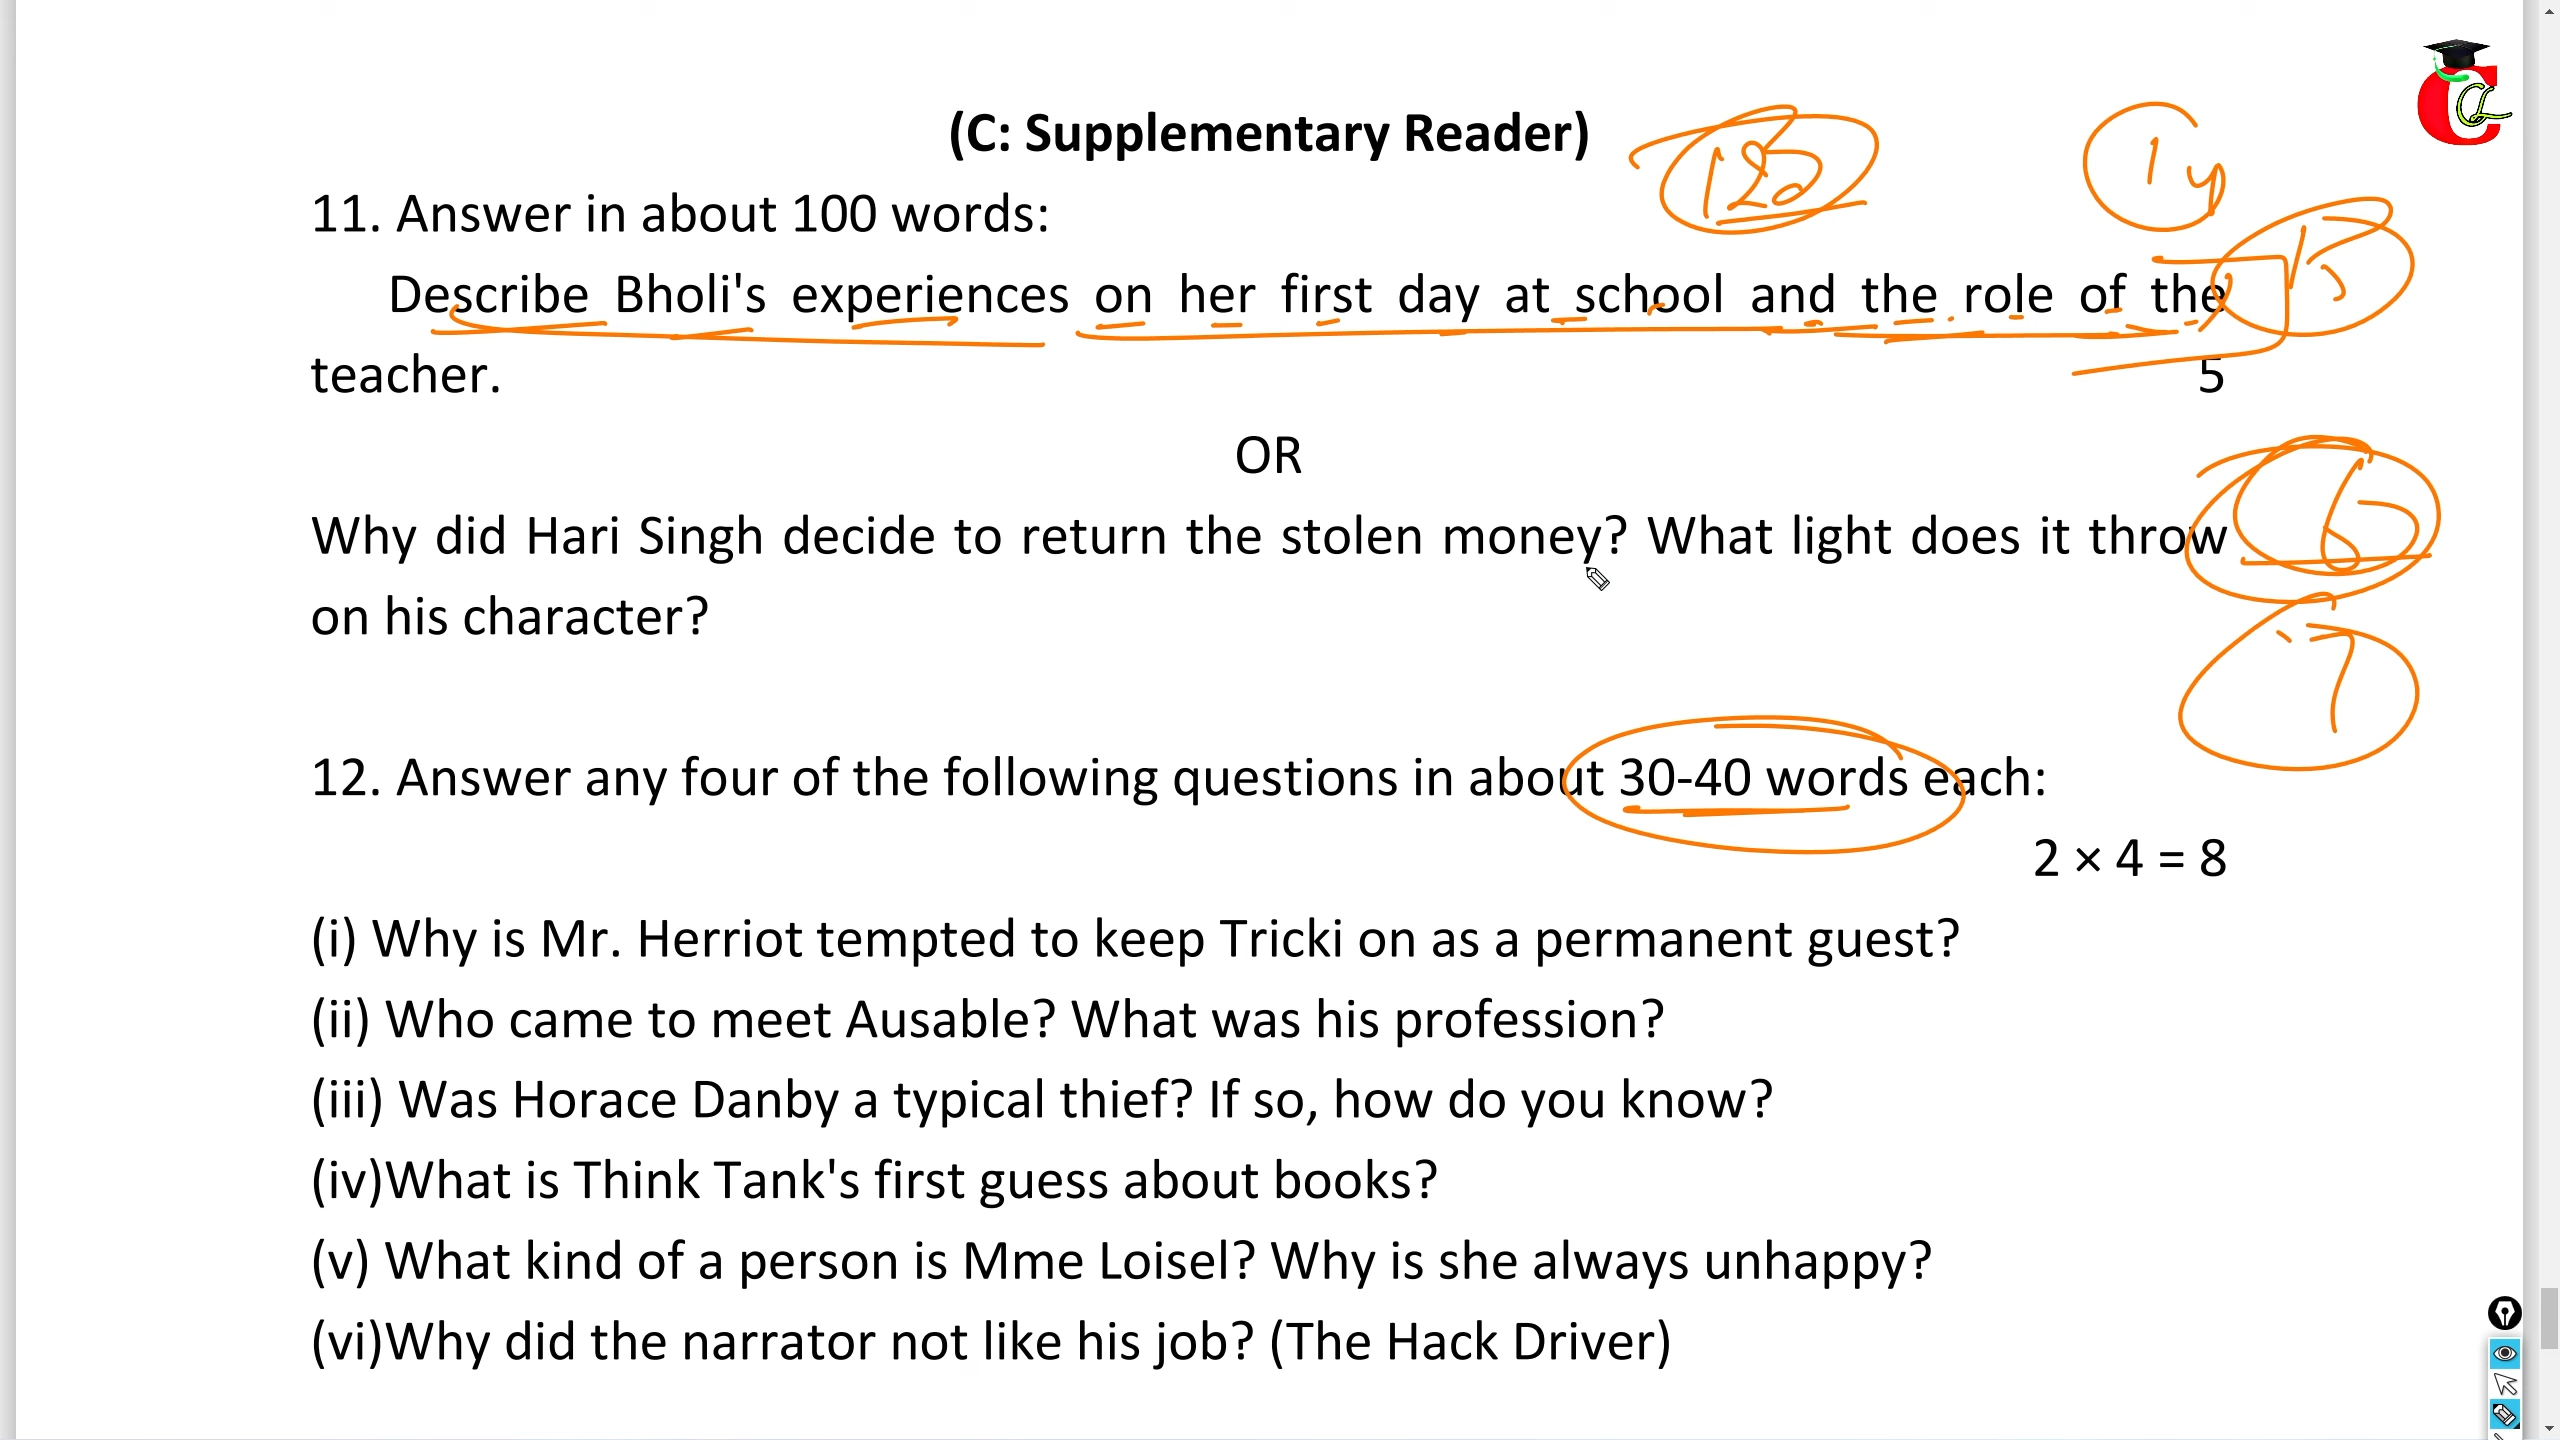 (C: Supplementary Reader)
11. Answer in about 100 words:
Describe Bholi's experiences on her first day at school and the role of the
teacher. 5
OR
Why did Hari Singh decide to return the stolen money? What light does it throw
on his character?
12. Answer any four of the following questions in about 30-40 words each:
2 × 4 = 8
(i) Why is Mr. Herriot tempted to keep Tricki on as a permanent guest?
(ii) Who came to meet Ausable? What was his profession?
(iii) Was Horace Danby a typical thief? If so, how do you know?
(iv)What is Think Tank's first guess about books?
(v) What kind of a person is Mme Loisel? Why is she always unhappy?
(vi)Why did the narrator not like his job? (The Hack Driver)